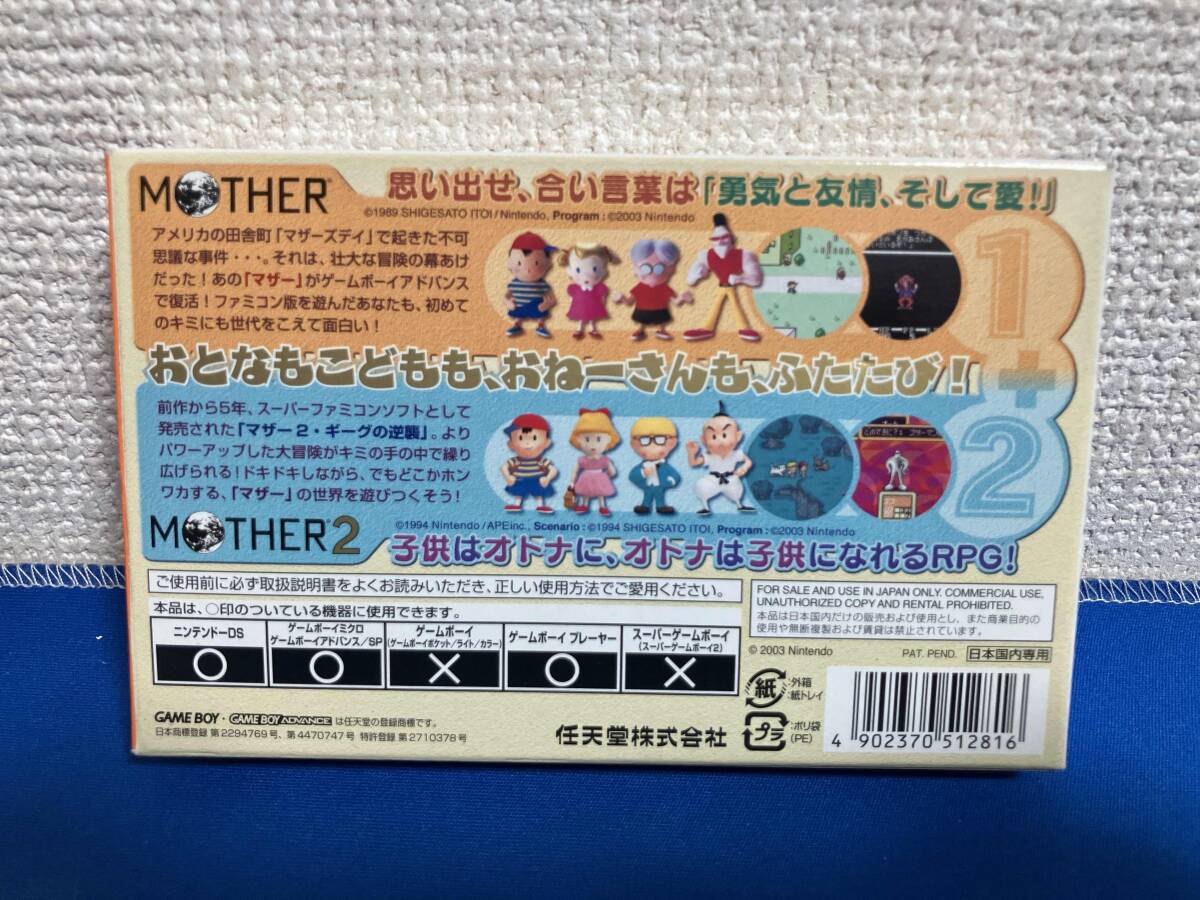 MOTHER
思い出せ、合い言葉は「勇気と友情、そして愛！」
©1989 SHIGESATO ITOI/Nintendo, Program : ©2003 Nintendo
アメリカの田舎町「マザーズデイ」で起きた不可
思議な事件・・・。それは、壮大な冒険の幕あけ
だった！あの「マザー」がゲームボーイアドバンス
で復活！ファミコン版を遊んだあなたも、初めて
のキミにも世代をこえて面白い！
1+2
おとなもこどもも、おねーさんも、ふたたび！
前作から5年、スーパーファミコンソフトとして
発売された「マザー２・ギーグの逆襲」。より
パワーアップした大冒険がキミの手の中で繰り
広げられる！ドキドキしながら、でもどこかホン
ワカする、「マザー」の世界を遊びつくそう！
MOTHER2
©1994 Nintendo/APEinc., Scenario : ©1994 SHIGESATO ITOI, Program : ©2003 Nintendo
子供はオトナに、オトナは子供になれるRPG！
ご使用前に必ず取扱説明書をよくお読みいただき、正しい使用方法でご愛用ください。
本品は、○印のついている機器に使用できます。
ニンテンドーDS
ゲームボーイミクロ
ゲームボーイアドバンス/SP
ゲームボーイ
(ゲームボーイポケット/ライト/カラー)
ゲームボーイ プレーヤー
スーパーゲームボーイ
(スーパーゲームボーイ2)
○ ○ × ○ ×
FOR SALE AND USE IN JAPAN ONLY. COMMERCIAL USE,
UNAUTHORIZED COPY AND RENTAL PROHIBITED.
本品は日本国内だけの販売および使用とし、また商業目的の
使用や無断複製および賃貸は禁止されています。
© 2003 Nintendo
PAT. PEND.
日本国内専用
GAME BOY・GAME BOY ADVANCE は任天堂の登録商標です。
日本商標登録 第2294769号、第4470747号 特許登録 第2710378号
任天堂株式会社
紙
:外箱
:紙トレイ
プラ
:ポリ袋
(PE)
4 902370 512816